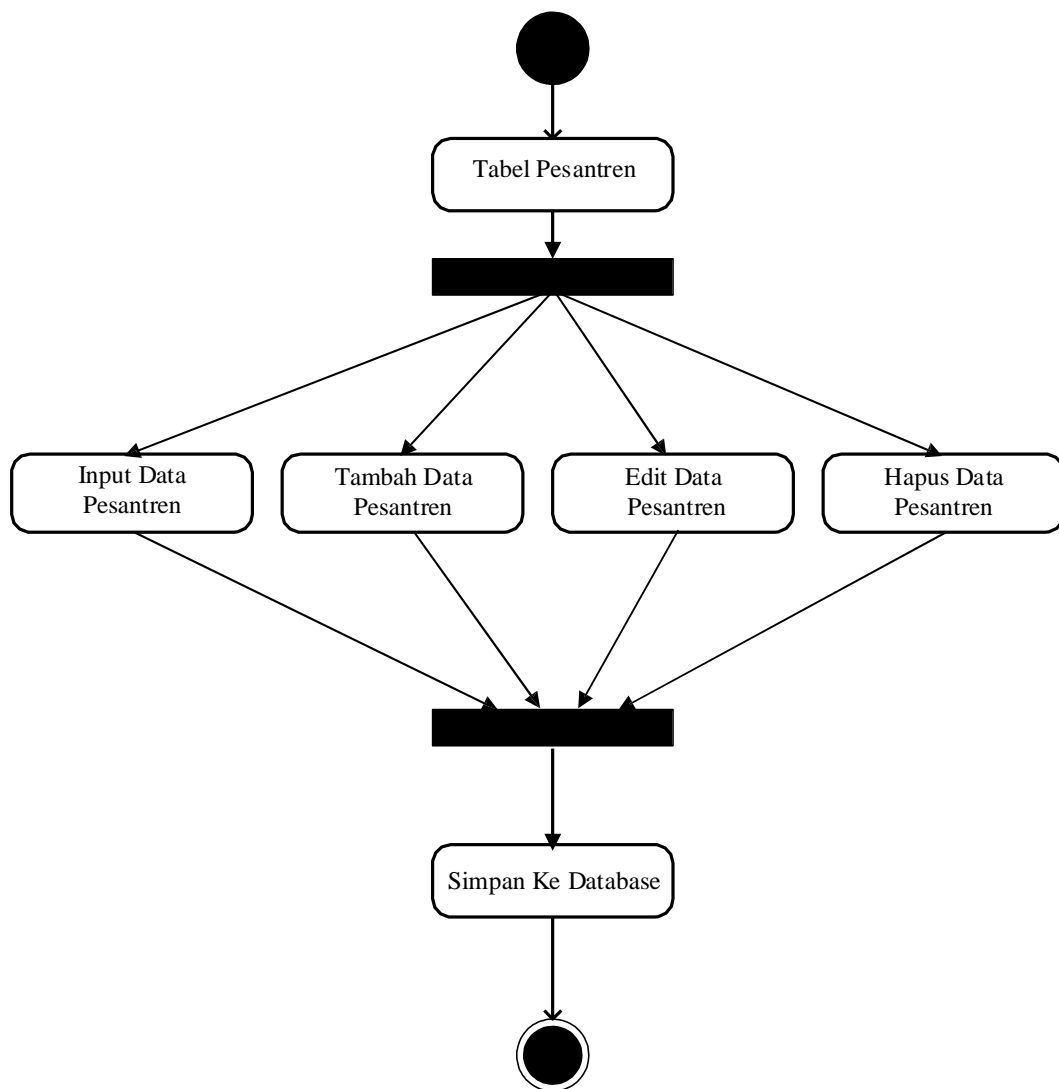 Tabel Pesantren
Input Data
Pesantren
Tambah Data
Pesantren
Edit Data
Pesantren
Hapus Data
Pesantren
Simpan Ke Database